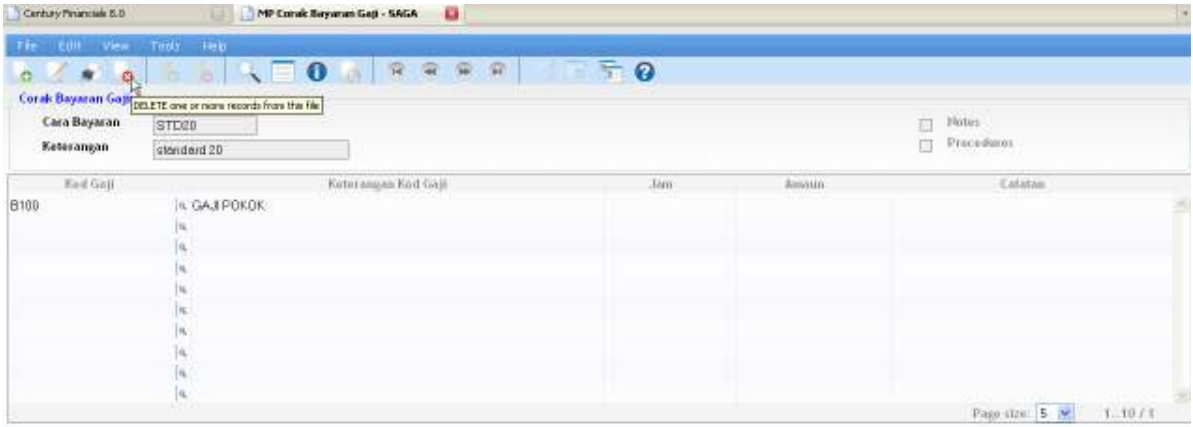 Century Financials 8.0
MP Corak Bayaran Gaji - SAGA
File Edit View Tools Help
Corak Bayaran Gaji
DELETE one or more records from this file
Cara Bayaran STD20
Notes
Keterangan standard 20
Procedures
Kod Gaji Keterangan Kod Gaji Jam Amaun Catatan
B100 GAJI POKOK
Page size: 5 1..10 / 1